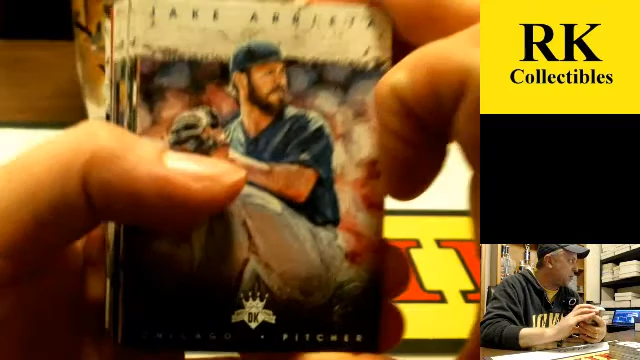 JAKE ARRIETA
DK
CHICAGO • PITCHER
RK
Collectibles